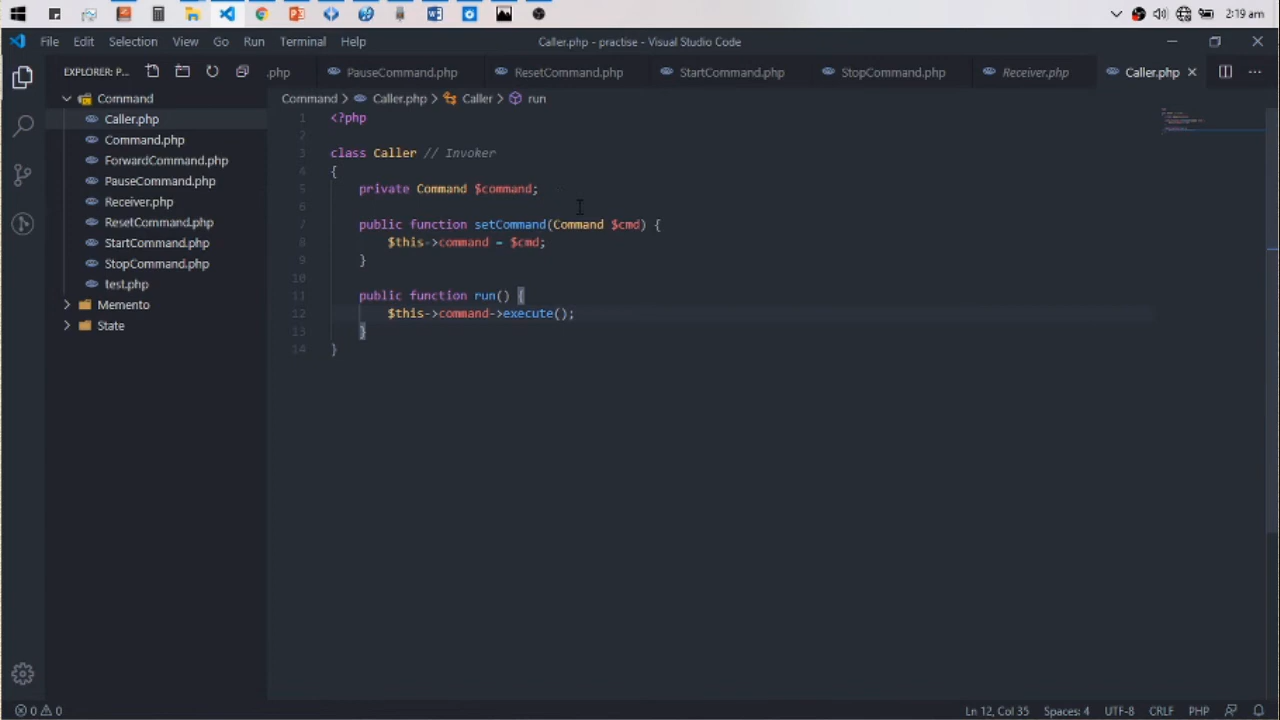 2:19 am
File Edit Selection View Go Run Terminal Help
Caller.php - practise - Visual Studio Code
EXPLORER: P...
.php PauseCommand.php ResetCommand.php StartCommand.php StopCommand.php Receiver.php Caller.php
Command > Caller.php > Caller > run
Command
Caller.php
Command.php
ForwardCommand.php
PauseCommand.php
Receiver.php
ResetCommand.php
StartCommand.php
StopCommand.php
test.php
Memento
State
1 <?php
2
3 class Caller // Invoker
4 {
5     private Command $command;
6
7     public function setCommand(Command $cmd) {
8         $this->command = $cmd;
9     }
10
11     public function run() {
12         $this->command->execute();
13     }
14 }
0 0
Ln 12, Col 35 Spaces: 4 UTF-8 CRLF PHP